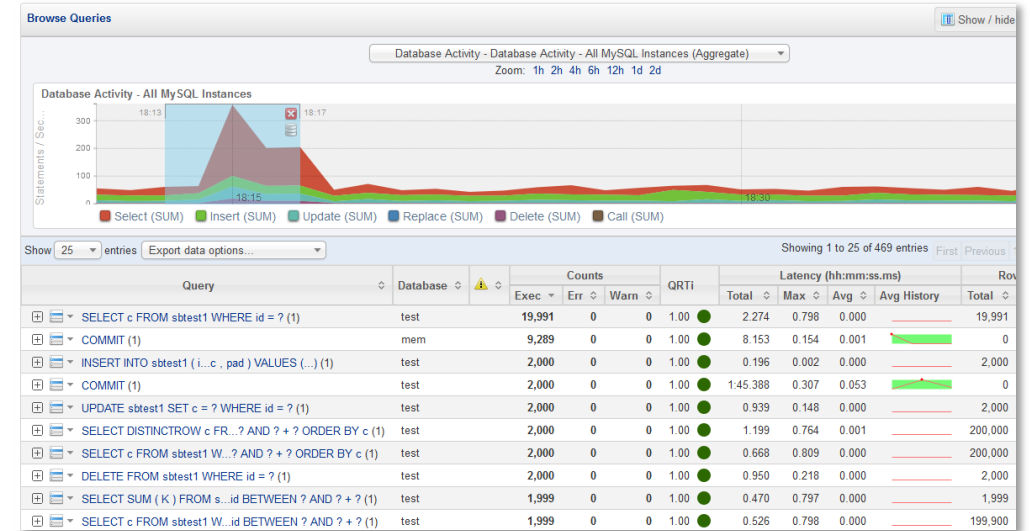 Browse Queries
Show / hide
Database Activity - Database Activity - All MySQL Instances (Aggregate)
Zoom: 1h 2h 4h 6h 12h 1d 2d
Database Activity - All MySQL Instances
Statements / Sec...
18:13 18:17
300
200
100
0
18:15 18:30
Select (SUM) Insert (SUM) Update (SUM) Replace (SUM) Delete (SUM) Call (SUM)
Show 25 entries Export data options... Showing 1 to 25 of 469 entries First Previous
Query Database Counts QRTi Latency (hh:mm:ss.ms) Row
Exec Err Warn Total Max Avg Avg History Total
SELECT c FROM sbtest1 WHERE id = ? (1) test 19,991 0 0 1.00 2.274 0.798 0.000 19,991
COMMIT (1) mem 9,289 0 0 1.00 8.153 0.154 0.001 0
INSERT INTO sbtest1 ( i...c , pad ) VALUES (...) (1) test 2,000 0 0 1.00 0.196 0.002 0.000 2,000
COMMIT (1) test 2,000 0 0 1.00 1:45.388 0.307 0.053 0
UPDATE sbtest1 SET c = ? WHERE id = ? (1) test 2,000 0 0 1.00 0.939 0.148 0.000 2,000
SELECT DISTINCTROW c FR...? AND ? + ? ORDER BY c (1) test 2,000 0 0 1.00 1.199 0.764 0.001 200,000
SELECT c FROM sbtest1 W...? AND ? + ? ORDER BY c (1) test 2,000 0 0 1.00 0.668 0.809 0.000 200,000
DELETE FROM sbtest1 WHERE id = ? (1) test 2,000 0 0 1.00 0.950 0.218 0.000 2,000
SELECT SUM ( K ) FROM s...id BETWEEN ? AND ? + ? (1) test 1,999 0 0 1.00 0.470 0.797 0.000 1,999
SELECT c FROM sbtest1 W...id BETWEEN ? AND ? + ? (1) test 1,999 0 0 1.00 0.526 0.798 0.000 199,900